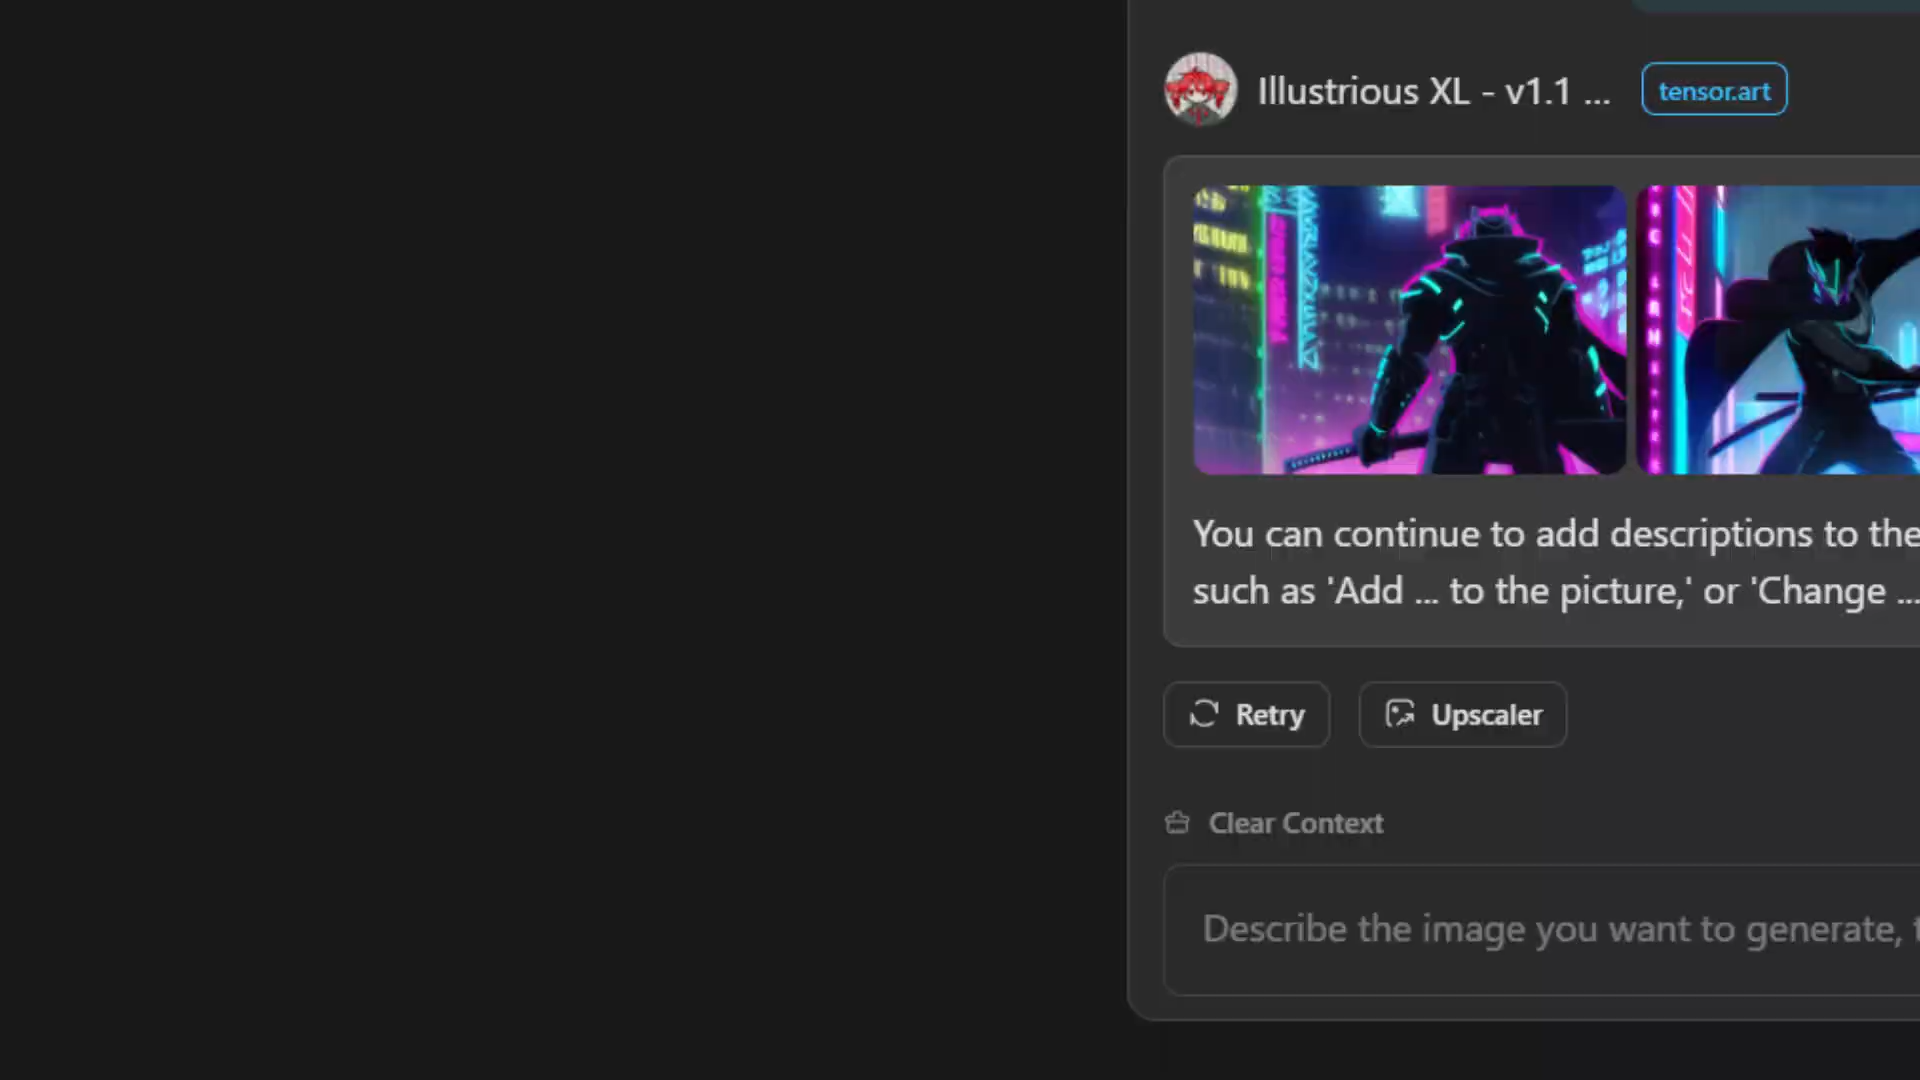 Illustrious XL - v1.1 ...
tensor.art
You can continue to add descriptions to the
such as 'Add ... to the picture,' or 'Change ...
Retry
Upscaler
Clear Context
Describe the image you want to generate, t